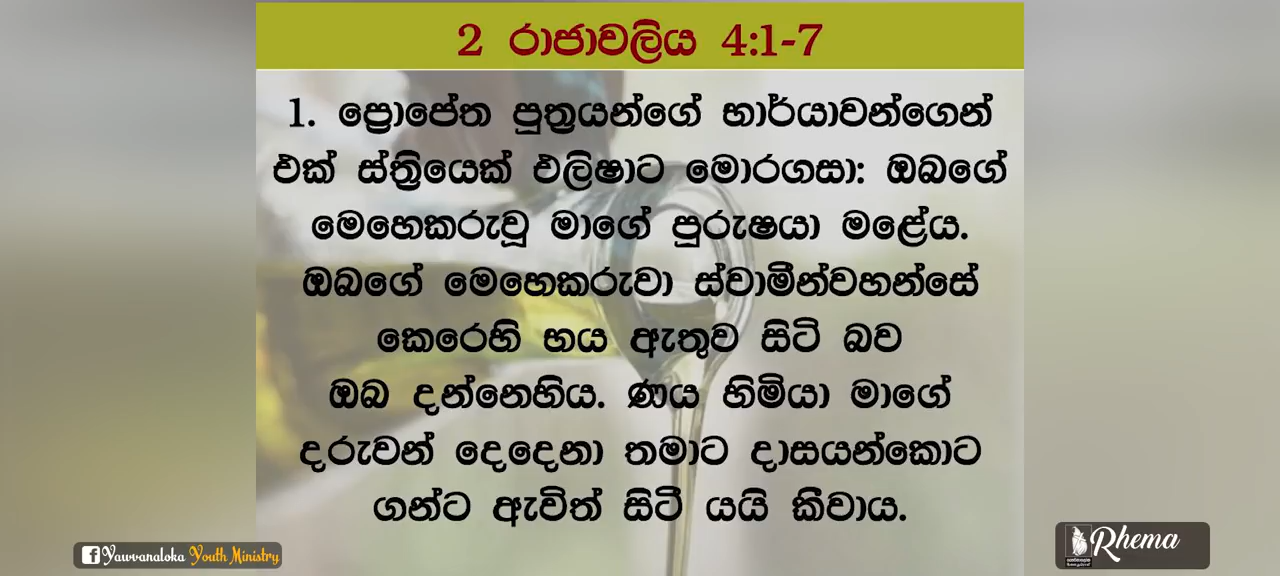 2 රාජාවලිය 4:1-7
1. ප්‍රොපේත පුත්‍රයන්ගේ භාර්යාවන්ගෙන්
එක් ස්ත්‍රියෙක් එලිෂාට මොරගසා: ඔබගේ
මෙහෙකරුවූ මාගේ පුරුෂයා මළේය.
ඔබගේ මෙහෙකරුවා ස්වාමීන්වහන්සේ
කෙරෙහි භය ඇතුව සිටි බව
ඔබ දන්නෙහිය. ණය හිමියා මාගේ
දරුවන් දෙදෙනා තමාට දාසයන්කොට
ගන්ට ඇවිත් සිටී යයි කීවාය.
Yawvanaloka Youth Ministry
Rhema